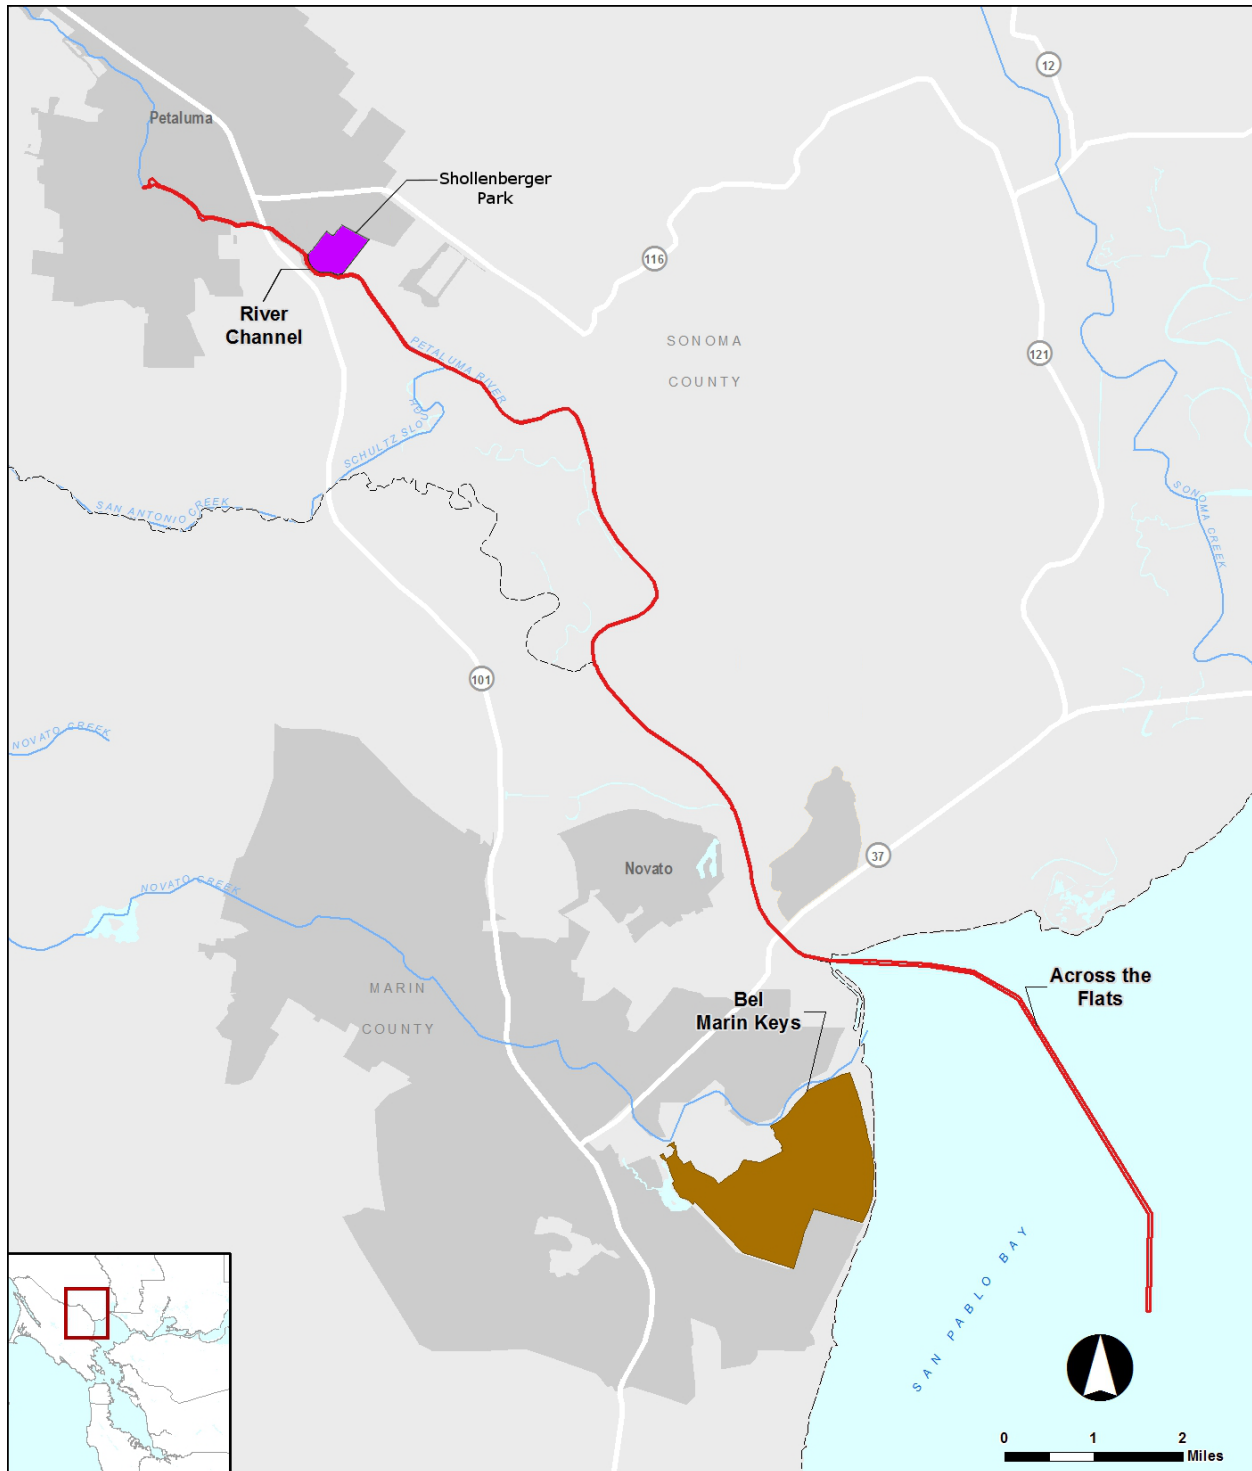 12
Petaluma
Shollenberger
Park
116
River
Channel
SONOMA
COUNTY
PETALUMA RIVER
121
SCHULTZ SLOUGH
SAN ANTONIO CREEK
SONOMA CREEK
101
NOVATO CREEK
37
Novato
NOVATO CREEK
Across the
Flats
MARIN
COUNTY
Bel
Marin Keys
SAN PABLO BAY
0 1 2
Miles